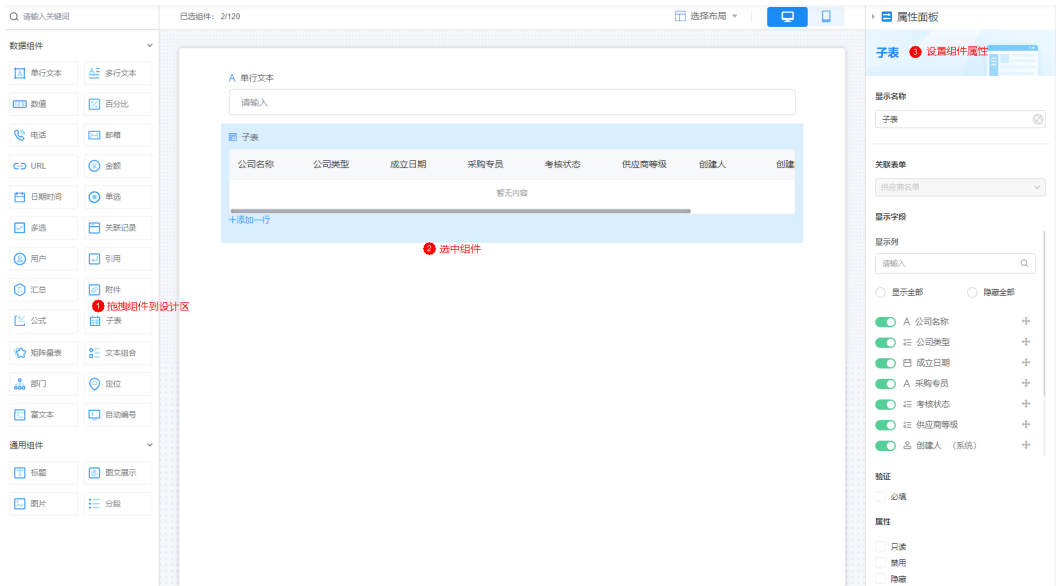 请输入关键词
数据组件
单行文本
多行文本
数值
百分比
电话
邮箱
URL
金额
日期时间
单选
多选
关联记录
用户
引用
汇总
附件
1 拖拽组件到设计区
公式
子表
矩阵量表
文本组合
部门
定位
富文本
自动编号
通用组件
标题
图文展示
图片
分段
已选组件: 2/120
选择布局
A 单行文本
请输入
子表
公司名称 公司类型 成立日期 采购专员 考核状态 供应商等级 创建人
暂无内容
+添加一行
2 选中组件
属性面板
子表 3 设置组件属性
显示名称
子表
关联表单
供应商名单
显示字段
显示列
请输入
显示全部 隐藏全部
A 公司名称
公司类型
成立日期
A 采购专员
考核状态
供应商等级
创建人 (系统)
验证
必填
属性
只读
禁用
隐藏